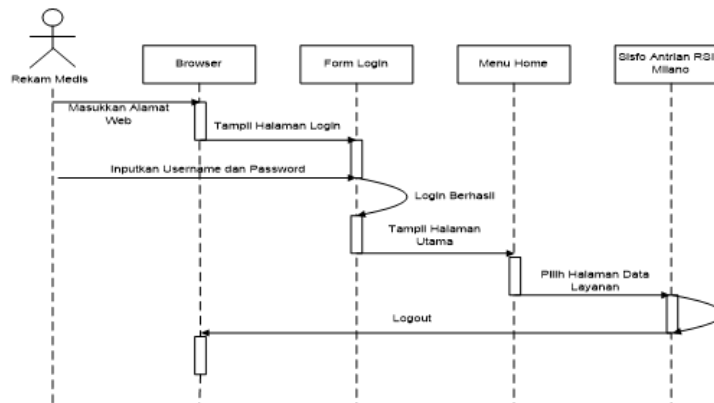 Rekam Medis
Browser
Form Login
Menu Home
Sisfo Antrian RSI
Milano
Masukkan Alamat
Web
Tampil Halaman Login
Inputkan Username dan Password
Login Berhasil
Tampil Halaman
Utama
Pilih Halaman Data
Layanan
Logout